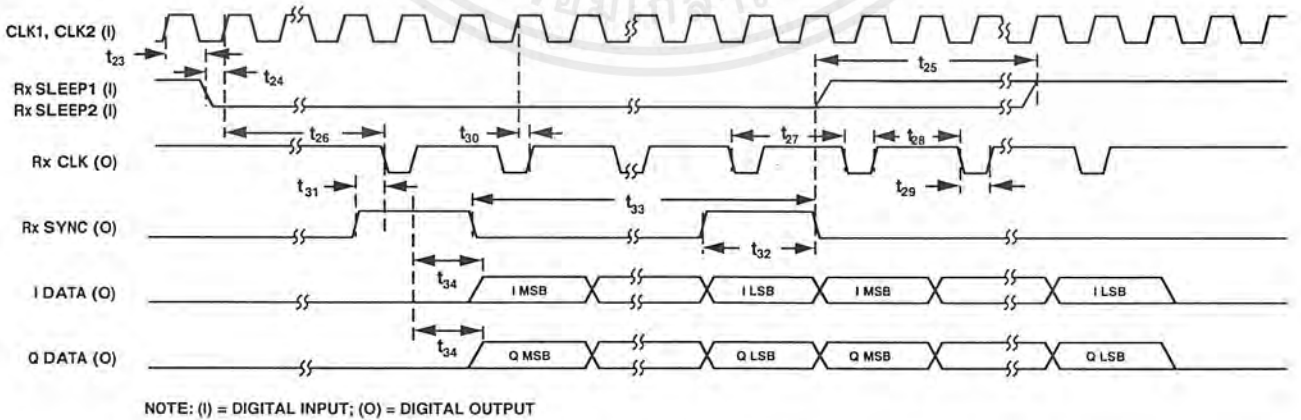 CLK1, CLK2 (I)
t23
t24
t25
Rx SLEEP1 (I)
Rx SLEEP2 (I)
t26
t30
t27
t28
Rx CLK (O)
t31
t33
t29
Rx SYNC (O)
t32
t34
I DATA (O)
I MSB
I LSB
I MSB
I LSB
t34
Q DATA (O)
Q MSB
Q LSB
Q MSB
Q LSB
NOTE: (I) = DIGITAL INPUT; (O) = DIGITAL OUTPUT